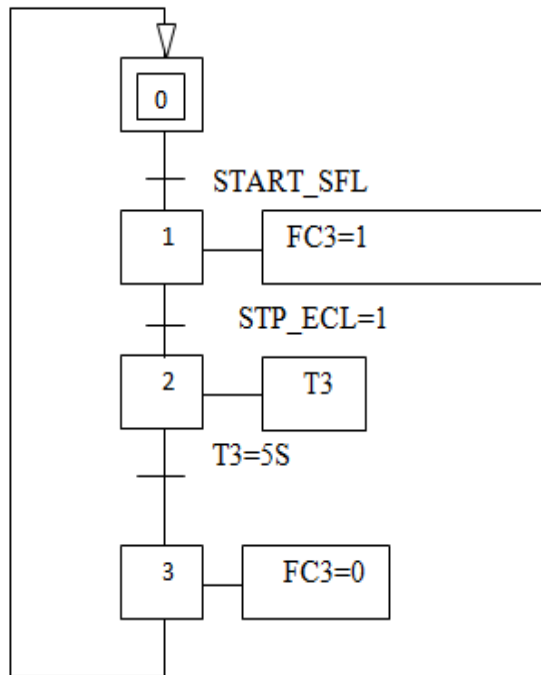 0
START_SFL
1
FC3=1
STP_ECL=1
2
T3
T3=5S
3
FC3=0